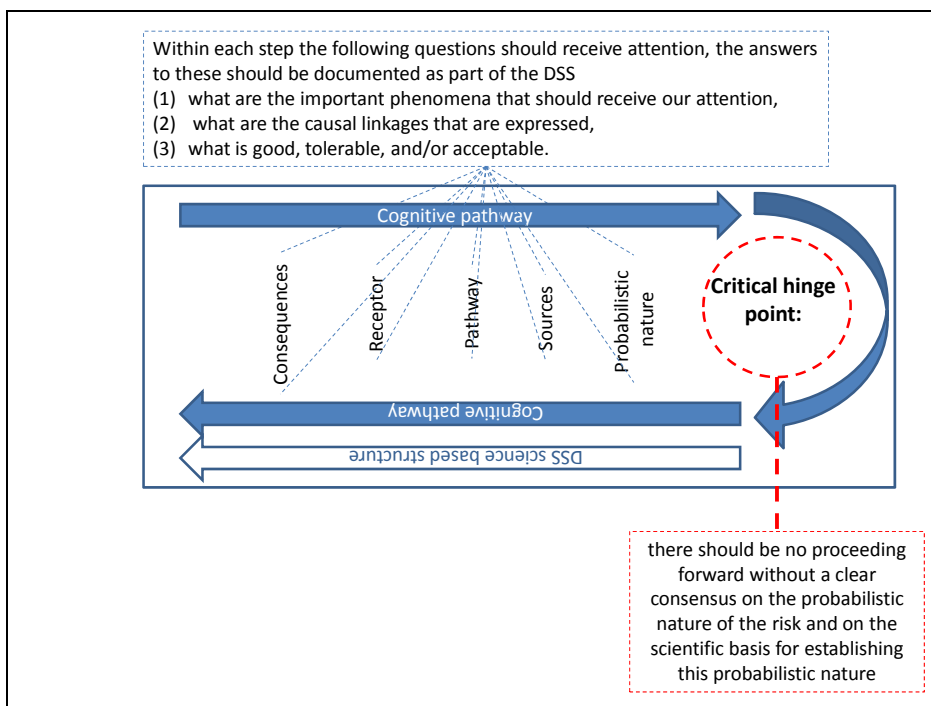 Within each step the following questions should receive attention, the answers
to these should be documented as part of the DSS
(1) what are the important phenomena that should receive our attention,
(2) what are the causal linkages that are expressed,
(3) what is good, tolerable, and/or acceptable.
Cognitive pathway
Consequences
Receptor
Pathway
Sources
Probabilistic
nature
Critical hinge
point:
Cognitive pathway
DSS science based structure
there should be no proceeding
forward without a clear
consensus on the probabilistic
nature of the risk and on the
scientific basis for establishing
this probabilistic nature